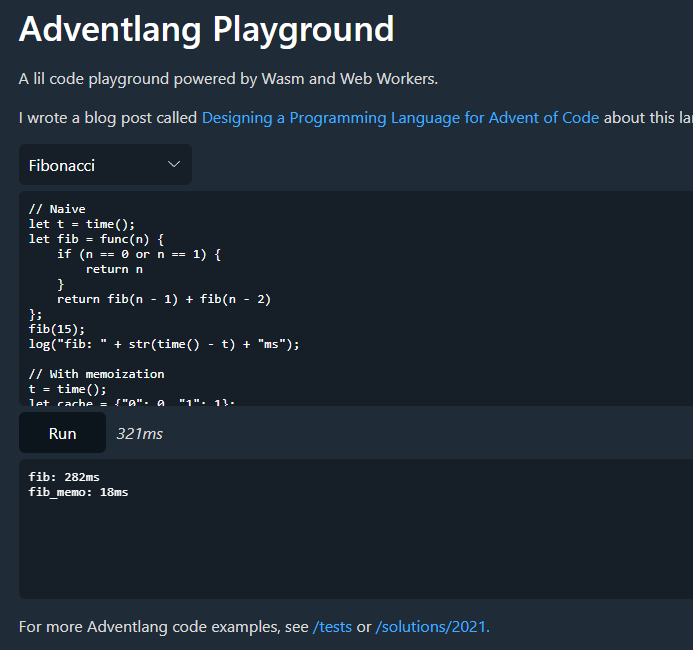 Adventlang Playground
A lil code playground powered by Wasm and Web Workers.
I wrote a blog post called Designing a Programming Language for Advent of Code about this la
Fibonacci
// Naive
let t = time();
let fib = func(n) {
    if (n == 0 or n == 1) {
        return n
    }
    return fib(n - 1) + fib(n - 2)
};
fib(15);
log("fib: " + str(time() - t) + "ms");

// With memoization
t = time();
let cache = {"0": 0, "1": 1};
Run 321ms
fib: 282ms
fib_memo: 18ms
For more Adventlang code examples, see /tests or /solutions/2021.